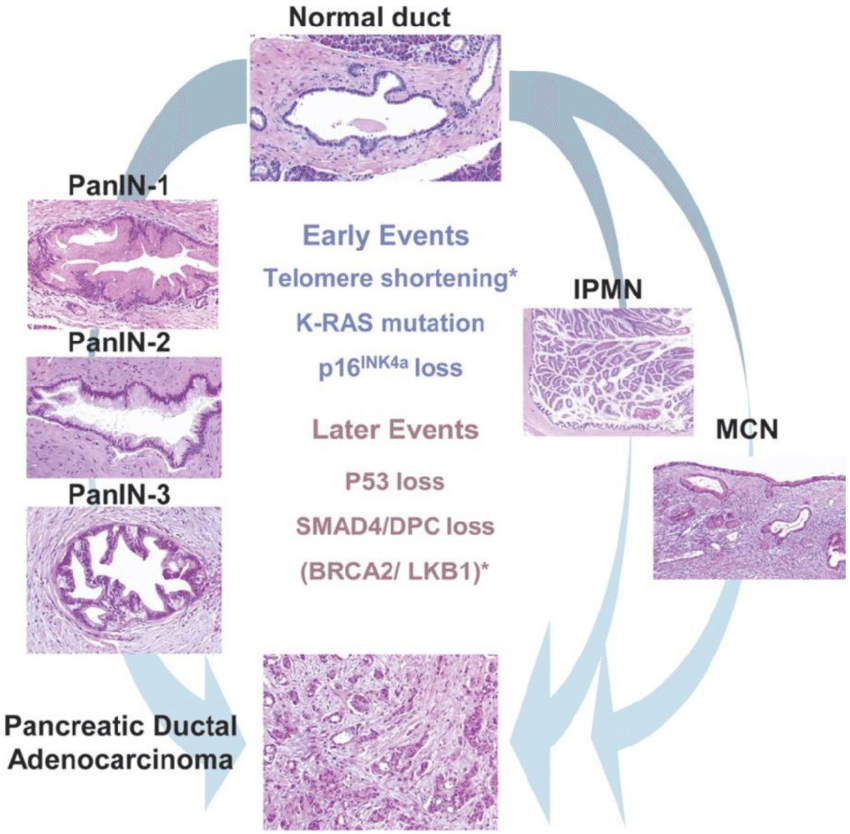 Normal duct
PanIN-1
Early Events
Telomere shortening*
IPMN
K-RAS mutation
PanIN-2
p16INK4a loss
Later Events
MCN
P53 loss
PanIN-3
SMAD4/DPC loss
(BRCA2/ LKB1)*
Pancreatic Ductal
Adenocarcinoma